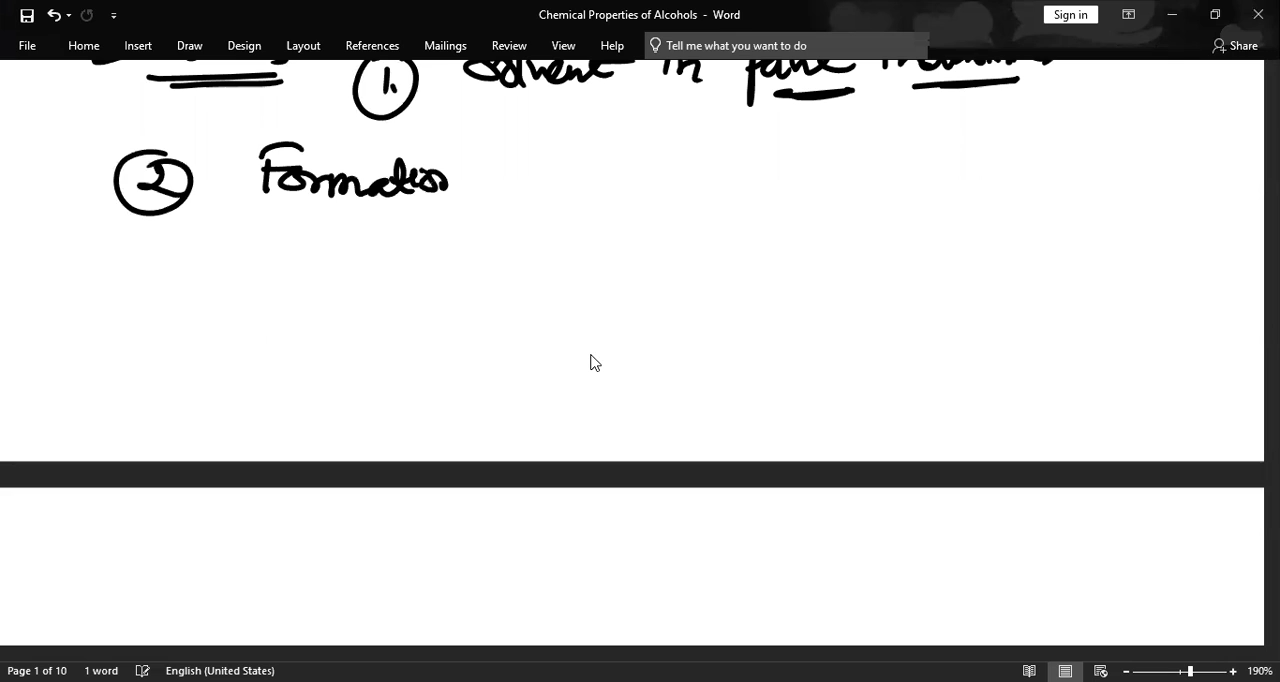 Chemical Properties of Alcohols - Word
Sign in
File Home Insert Draw Design Layout References Mailings Review View Help Tell me what you want to do Share
1. Solvent in
2 Formation
Page 1 of 10 1 word English (United States) 190%